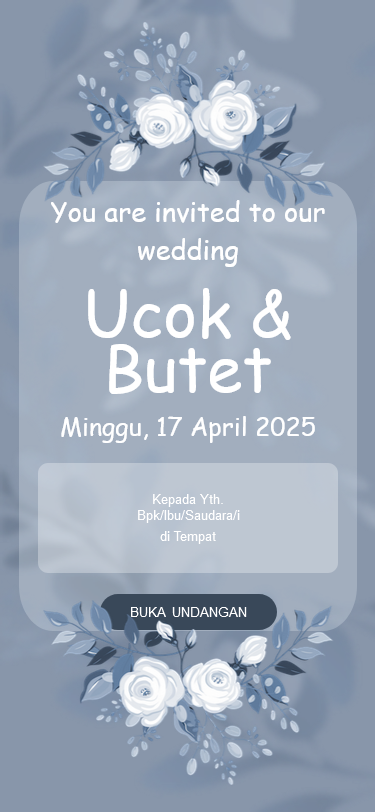 You are invited to our
wedding
Ucok &
Butet
Minggu, 17 April 2025
Kepada Yth.
Bpk/Ibu/Saudara/i
di Tempat
BUKA UNDANGAN